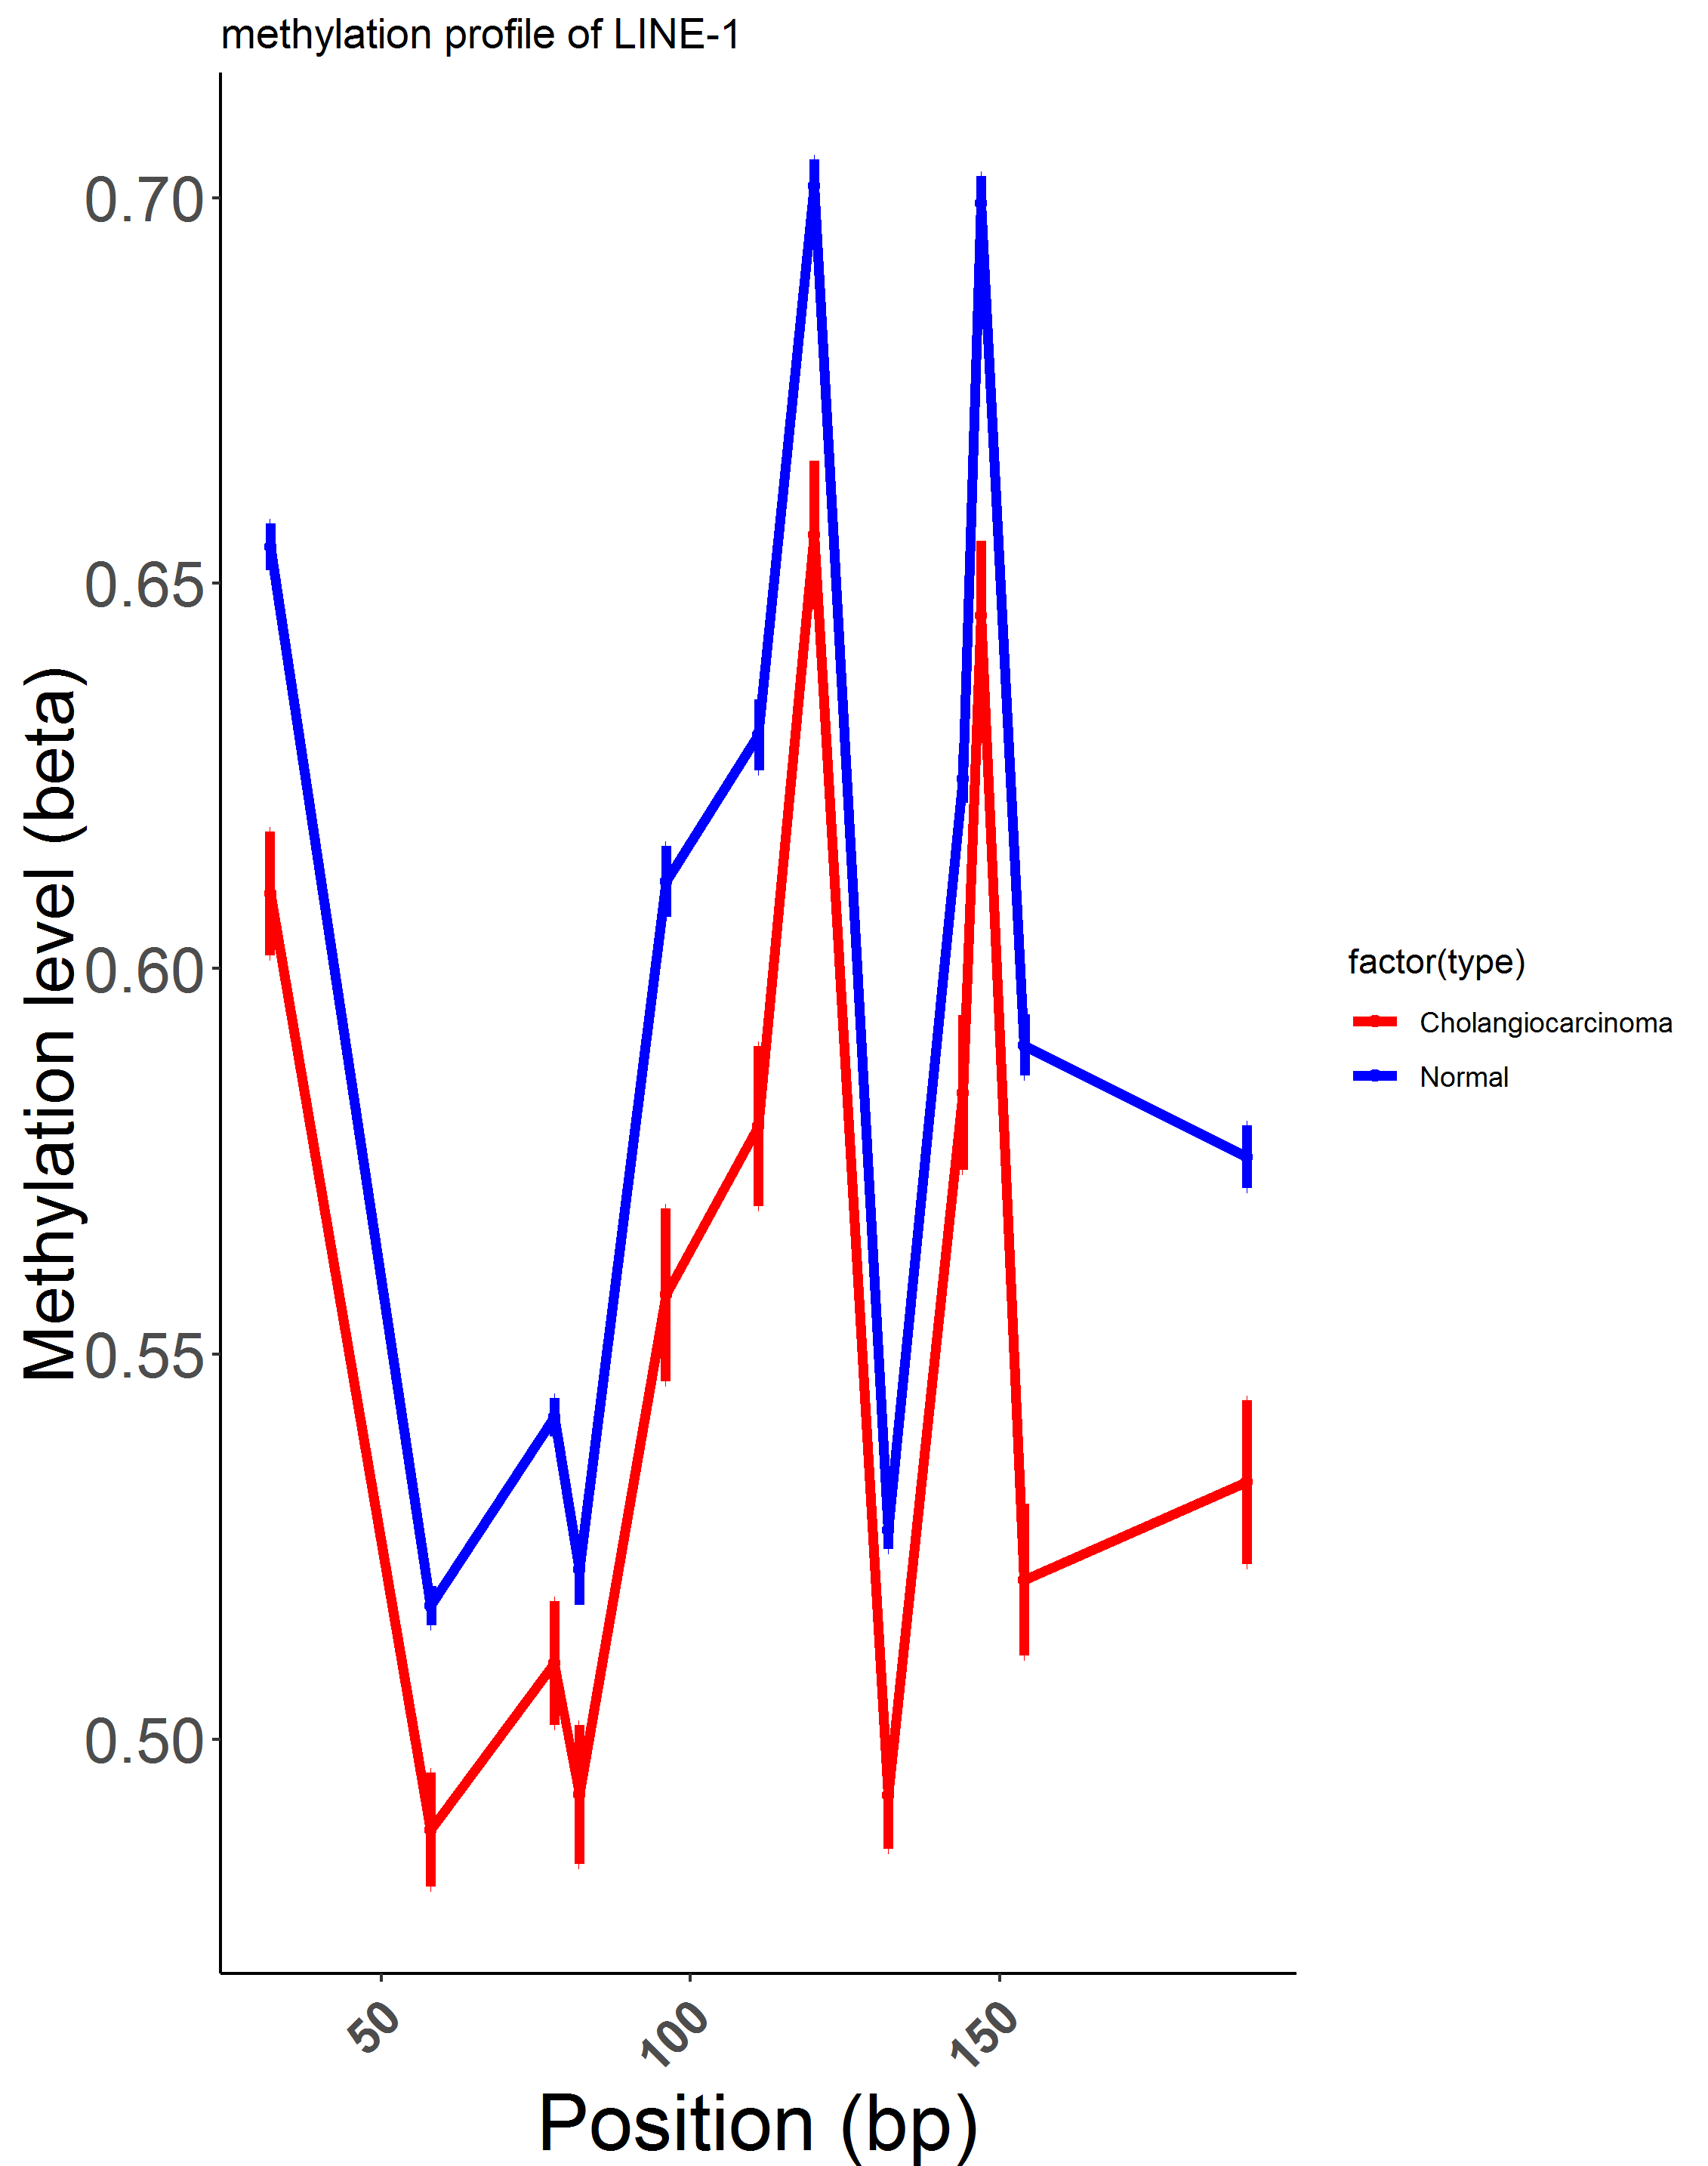 methylation profile of LINE-1
0.70
0.65
0.60
0.55
0.50
Methylation level (beta)
50
100
150
Position (bp)
factor(type)
Cholangiocarcinoma
Normal